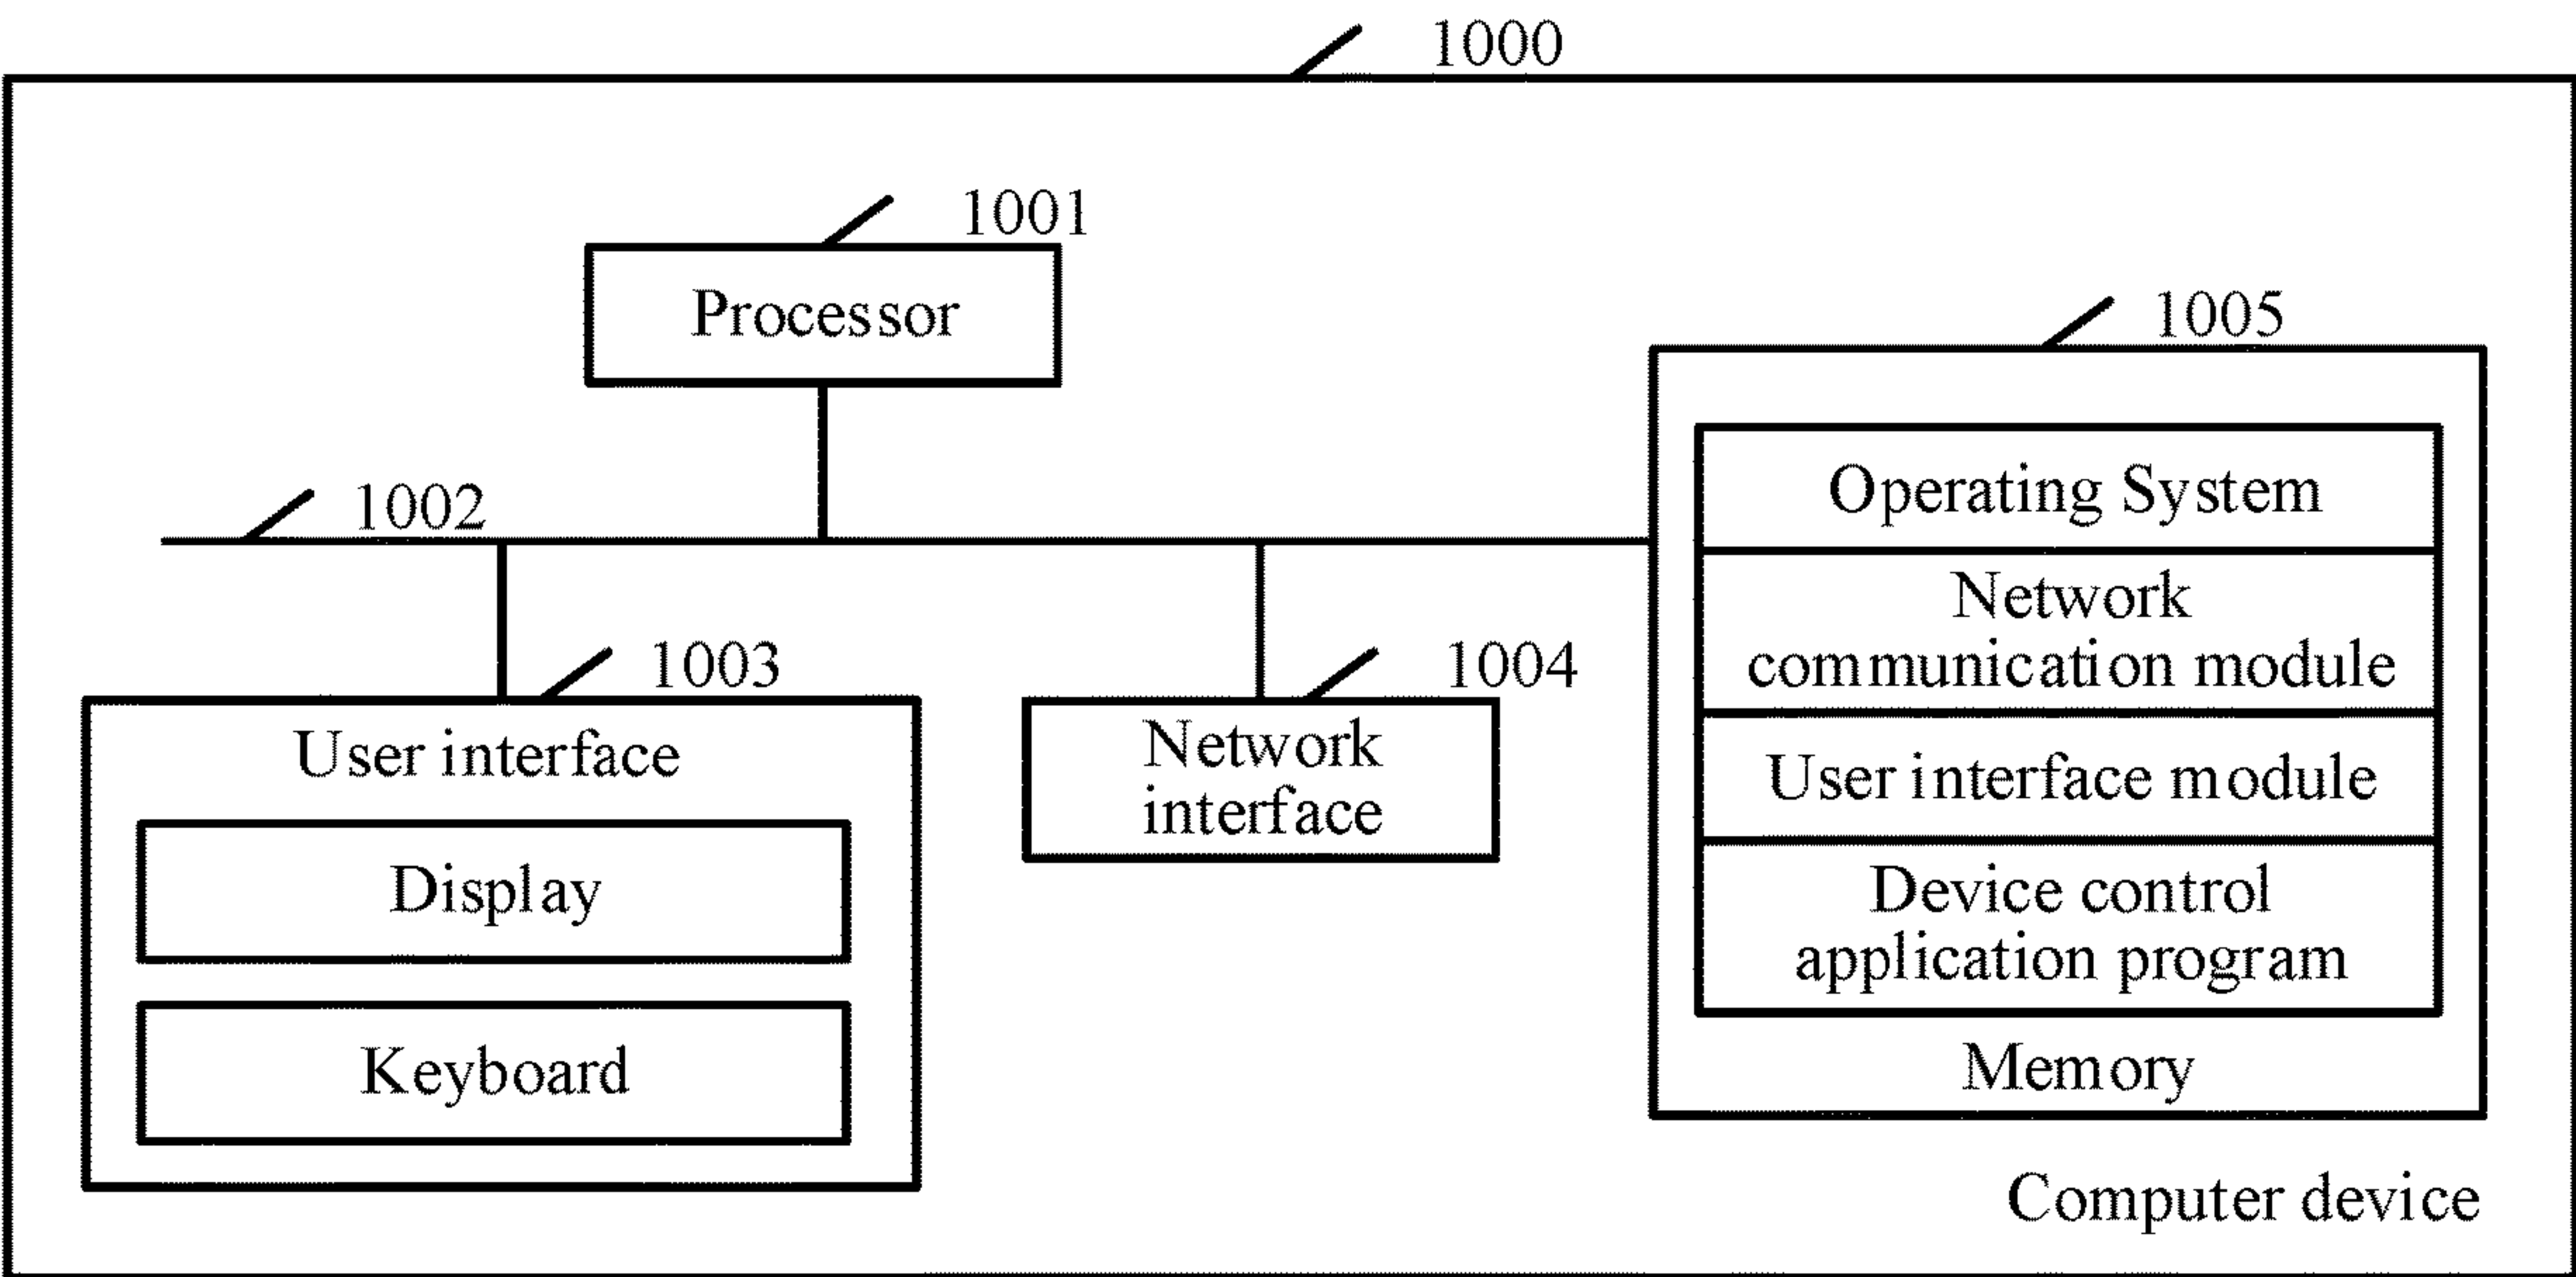 1000
1001
Processor
1005
Operating System
Network
communication module
User interface module
Device control
application program
Memory
1002
1003
User interface
Display
Keyboard
1004
Network
interface
Computer device